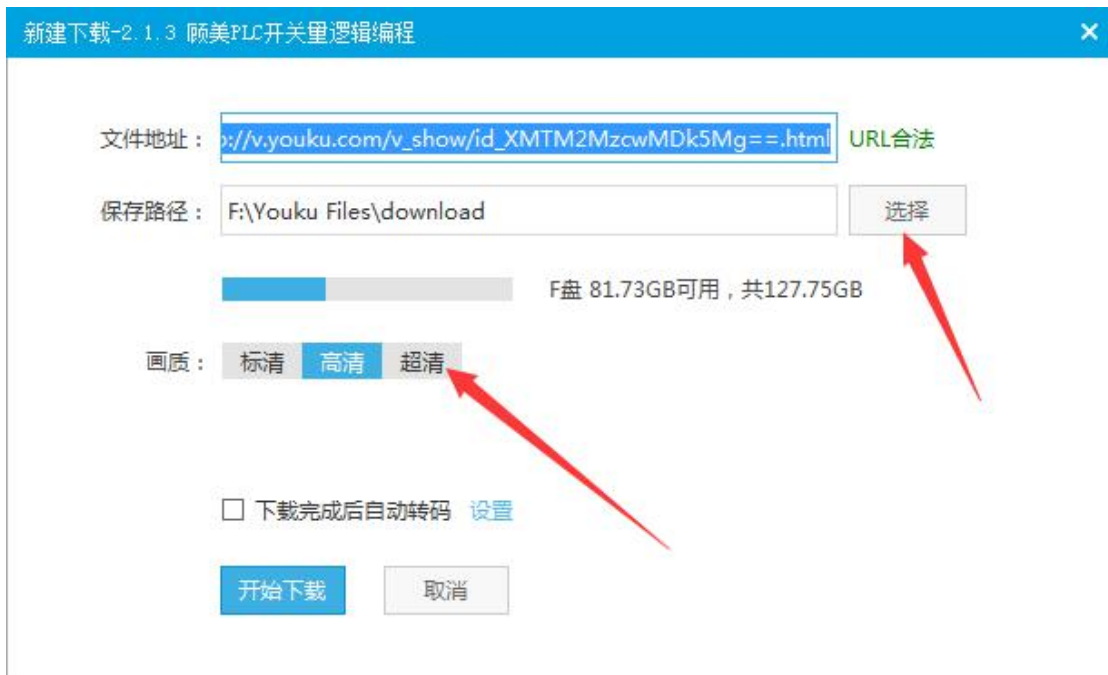 新建下载-2.1.3 顾美PLC开关量逻辑编程
文件地址： ://v.youku.com/v_show/id_XMTM2MzcwMDk5Mg==.html URL合法
保存路径： F:\Youku Files\download 选择
F盘 81.73GB可用，共127.75GB
画质： 标清 高清 超清
下载完成后自动转码 设置
开始下载 取消